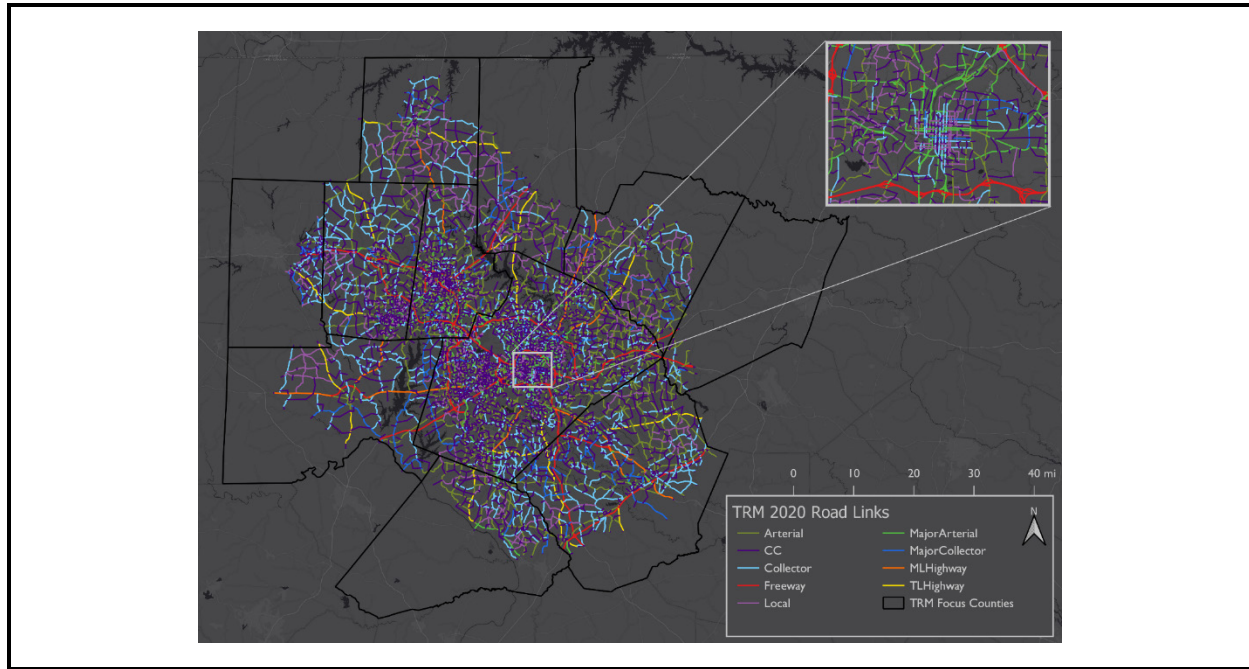 0 10 20 30 40 mi
TRM 2020 Road Links
N
Arterial MajorArterial
CC MajorCollector
Collector MLHighway
Freeway TLHighway
Local TRM Focus Counties